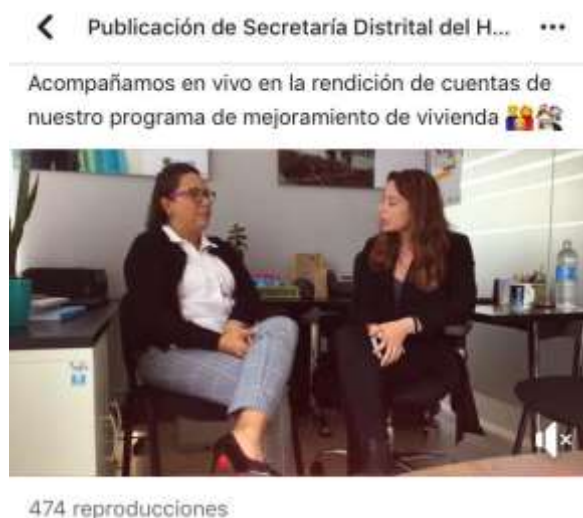 Publicación de Secretaría Distrital del H...
Acompañamos en vivo en la rendición de cuentas de
nuestro programa de mejoramiento de vivienda
474 reproducciones